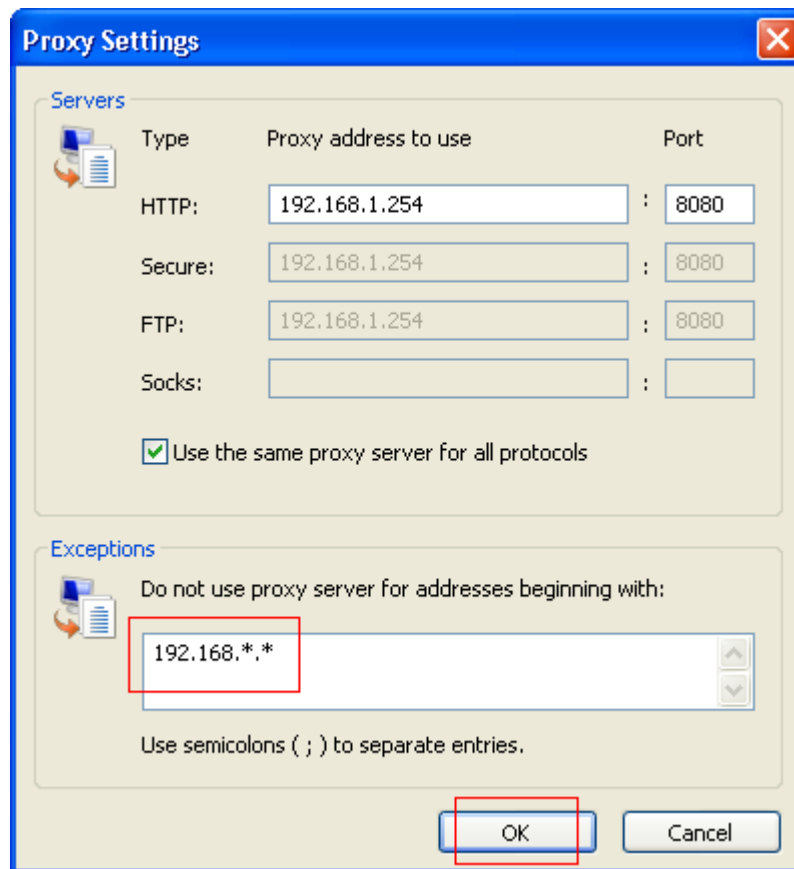 Proxy Settings
Servers
Type Proxy address to use Port
HTTP: 192.168.1.254 : 8080
Secure: 192.168.1.254 : 8080
FTP: 192.168.1.254 : 8080
Socks: :
Use the same proxy server for all protocols
Exceptions
Do not use proxy server for addresses beginning with:
192.168.*.*
Use semicolons ( ; ) to separate entries.
OK Cancel